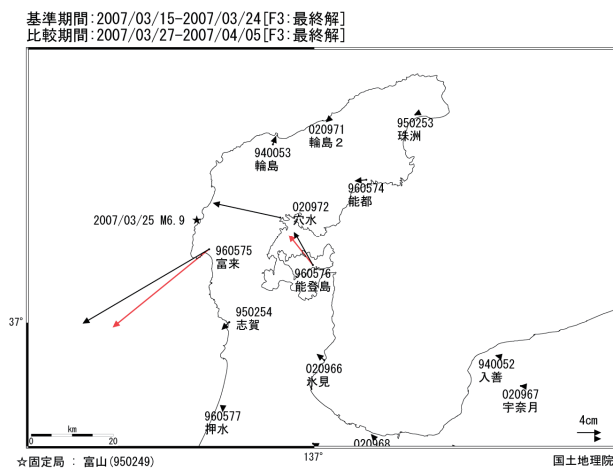 基準期間:2007/03/15-2007/03/24[F3:最終解]
比較期間:2007/03/27-2007/04/05[F3:最終解]
020971
輪島2
950253
珠洲
940053
輪島
960574
能都
020972
穴水
2007/03/25 M6.9
960575
富来
960576
能登島
950254
志賀
37°
020966
氷見
940052
入善
020967
宇奈月
960577
押水
km
0
20
020968
4cm
137°
☆固定局 : 富山(950249)
国土地理院